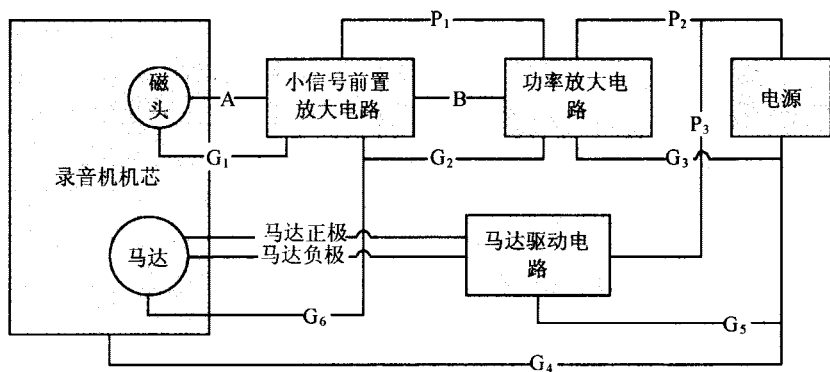 P₁
P₂
磁
头
A
小信号前置
放大电路
B
功率放大电
路
电源
P₃
G₁
G₂
G₃
录音机机芯
马达正极
马达负极
马达
马达驱动电
路
G₆
G₅
G₄